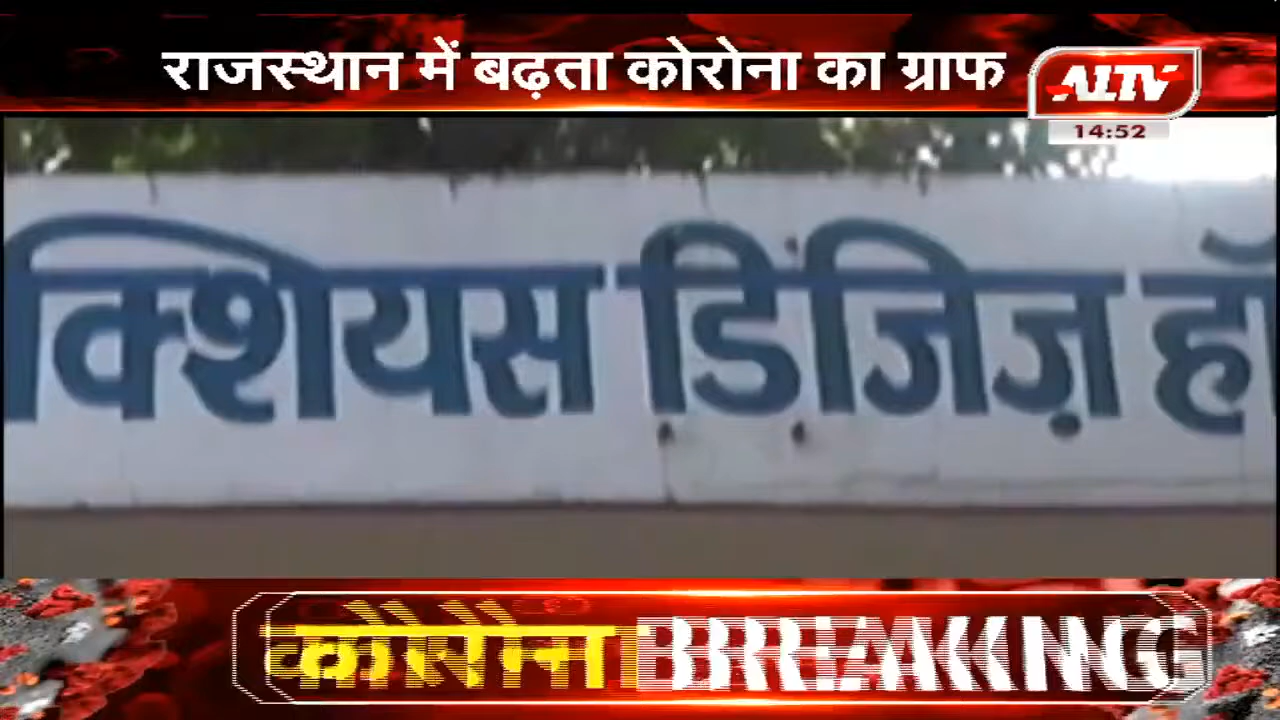 राजस्थान में बढ़ता कोरोना का ग्राफ
ALTV
14:52
क्शियस डिजिज़ हॉ
कोरोना BREAKING